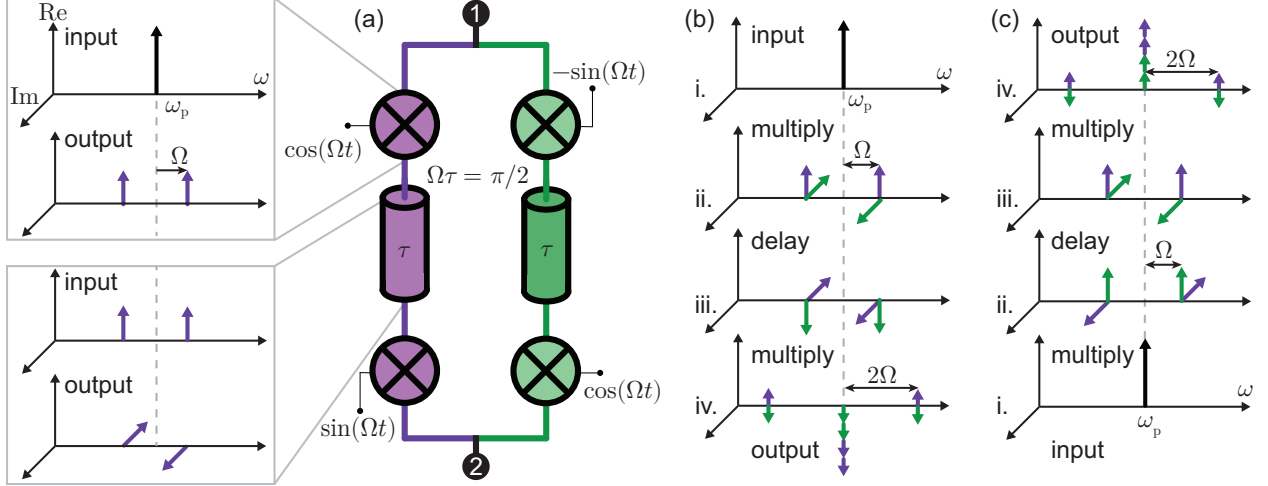 Re
input
ω
Im
ω_p
output
Ω
input
output
(a)
1
−sin(Ωt)
cos(Ωt)
Ωτ = π/2
τ
τ
cos(Ωt)
sin(Ωt)
2
(b)
input
ω
i.
ω_p
multiply
Ω
ii.
delay
iii.
multiply
2Ω
iv.
output
(c)
output
2Ω
iv.
multiply
iii.
delay
Ω
ii.
multiply
ω
i.
ω_p
input